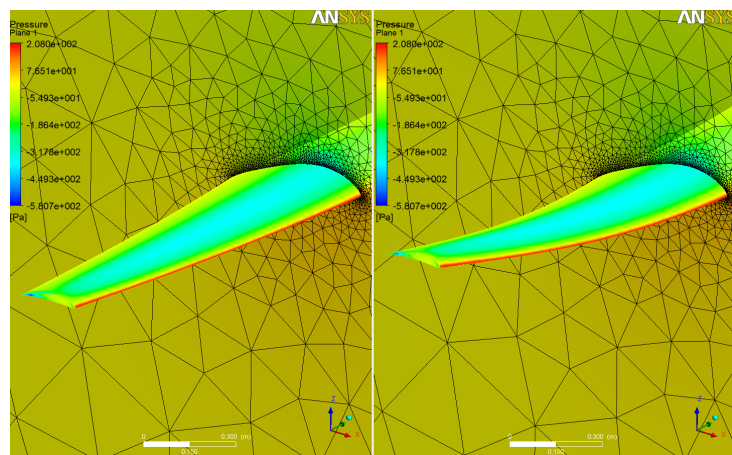 ANSYS
Pressure
Plane 1
2.080e+002
7.651e+001
-5.493e+001
-1.864e+002
-3.178e+002
-4.493e+002
-5.807e+002
[Pa]
0 0.300 (m)
0.150
Z
X
ANSYS
Pressure
Plane 1
2.080e+002
7.651e+001
-5.493e+001
-1.864e+002
-3.178e+002
-4.493e+002
-5.807e+002
[Pa]
0 0.300 (m)
0.150
Z
X